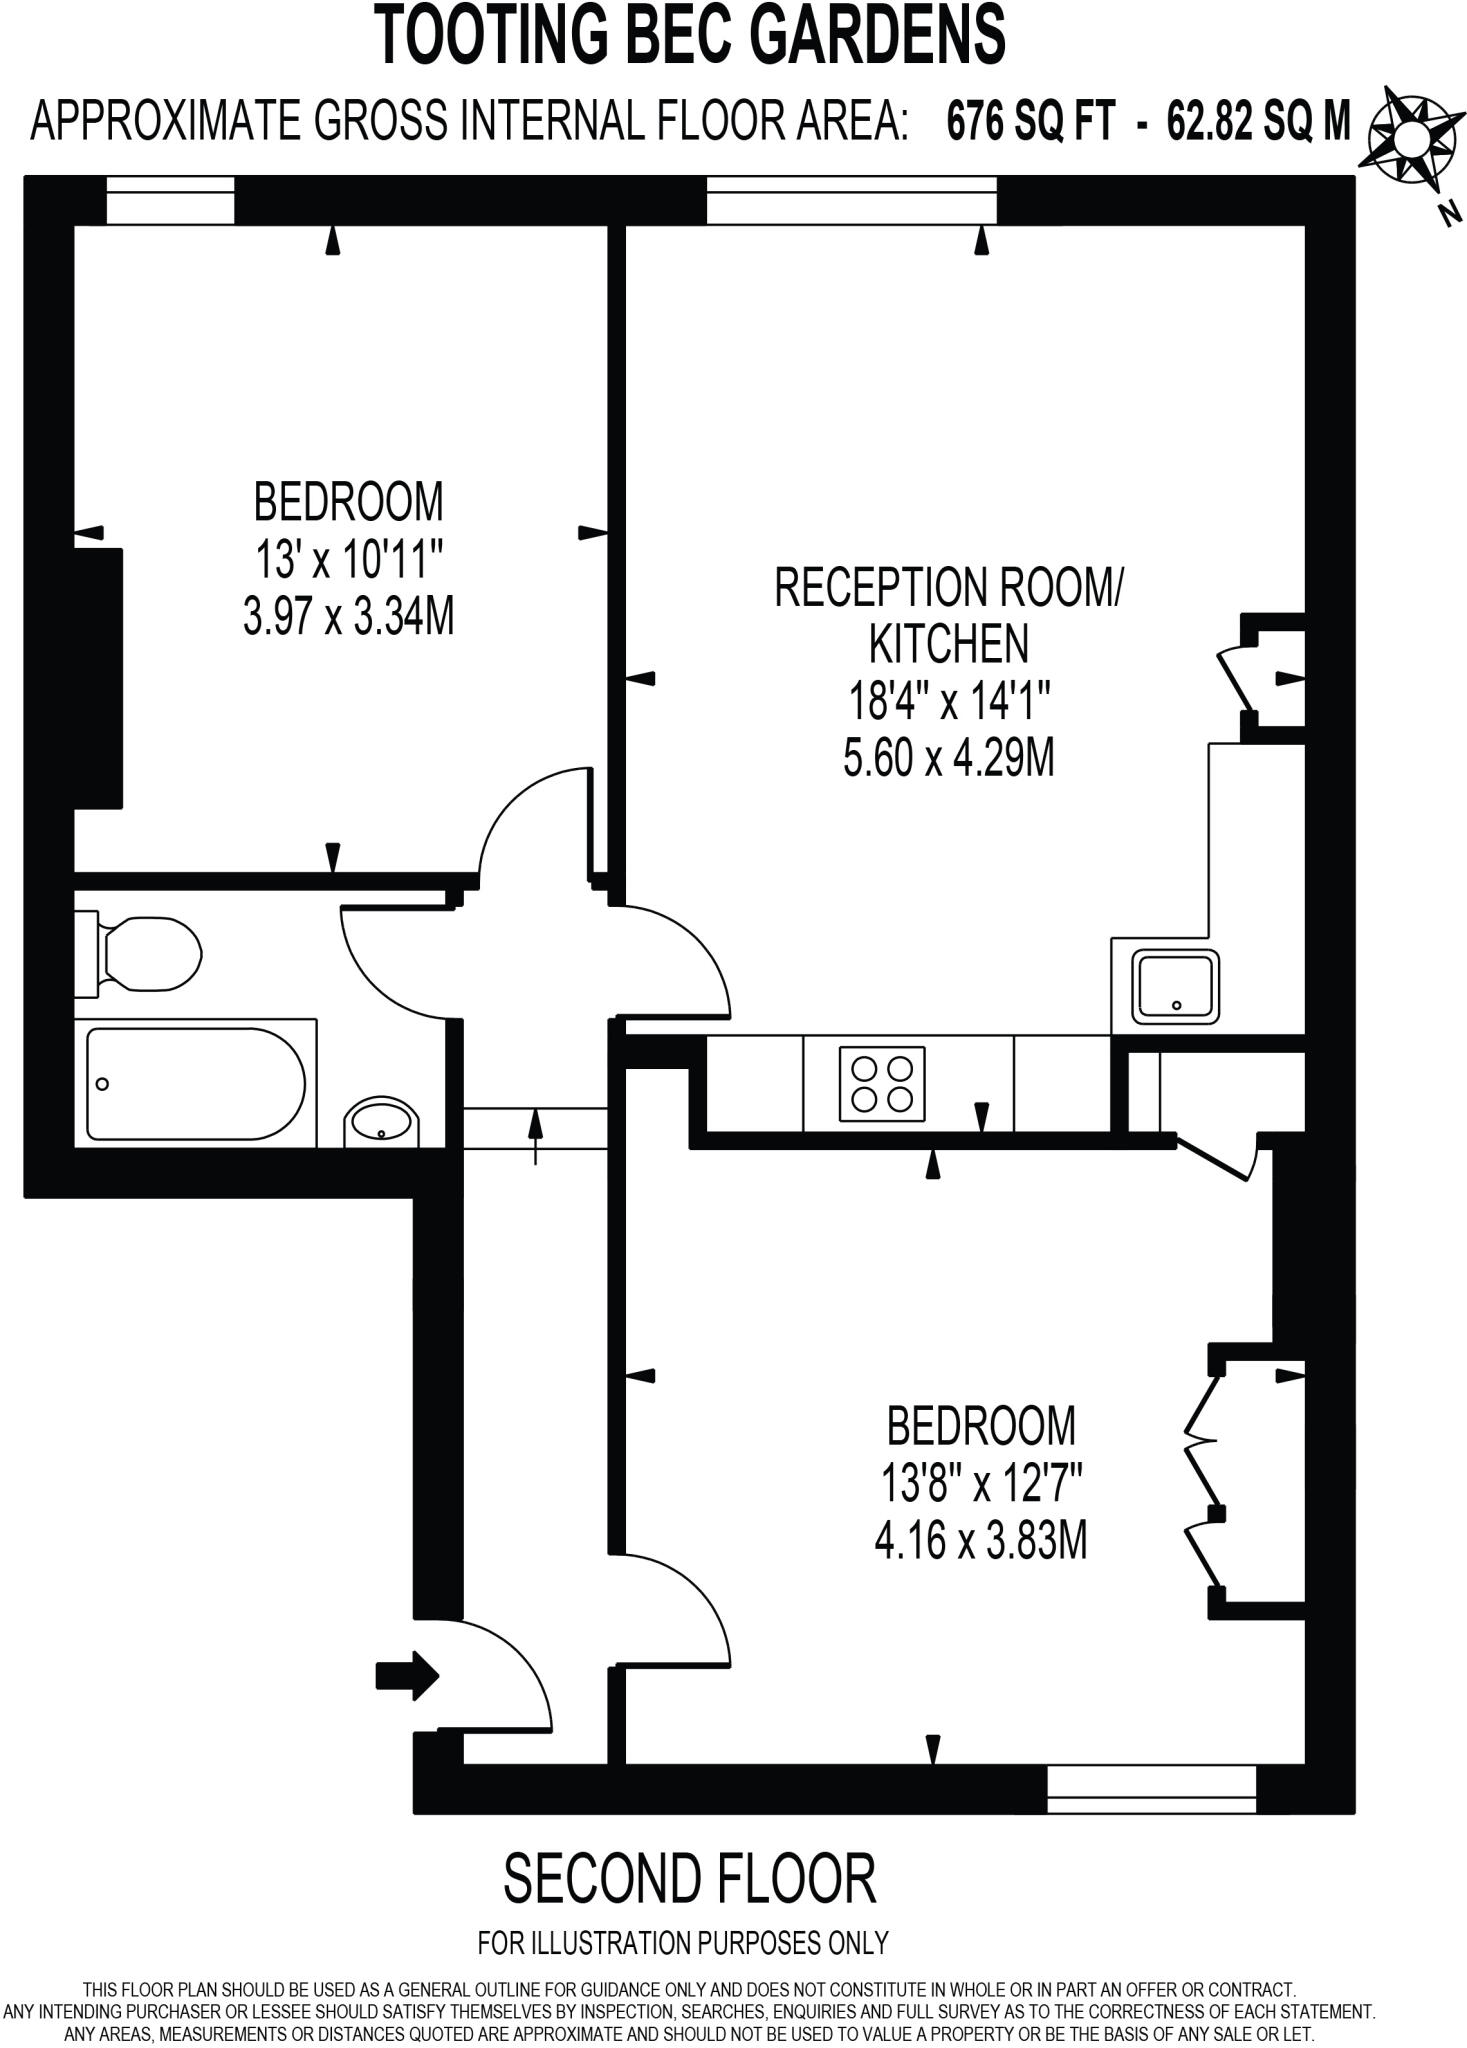 TOOTING BEC GARDENS
APPROXIMATE GROSS INTERNAL FLOOR AREA: 676 SQ FT - 62.82 SQ M
N
BEDROOM
13' x 10'11"
3.97 x 3.34M
RECEPTION ROOM/
KITCHEN
18'4" x 14'1"
5.60 x 4.29M
BEDROOM
13'8" x 12'7"
4.16 x 3.83M
SECOND FLOOR
FOR ILLUSTRATION PURPOSES ONLY
THIS FLOOR PLAN SHOULD BE USED AS A GENERAL OUTLINE FOR GUIDANCE ONLY AND DOES NOT CONSTITUTE IN WHOLE OR IN PART AN OFFER OR CONTRACT.
ANY INTENDING PURCHASER OR LESSEE SHOULD SATISFY THEMSELVES BY INSPECTION, SEARCHES, ENQUIRIES AND FULL SURVEY AS TO THE CORRECTNESS OF EACH STATEMENT.
ANY AREAS, MEASUREMENTS OR DISTANCES QUOTED ARE APPROXIMATE AND SHOULD NOT BE USED TO VALUE A PROPERTY OR BE THE BASIS OF ANY SALE OR LET.